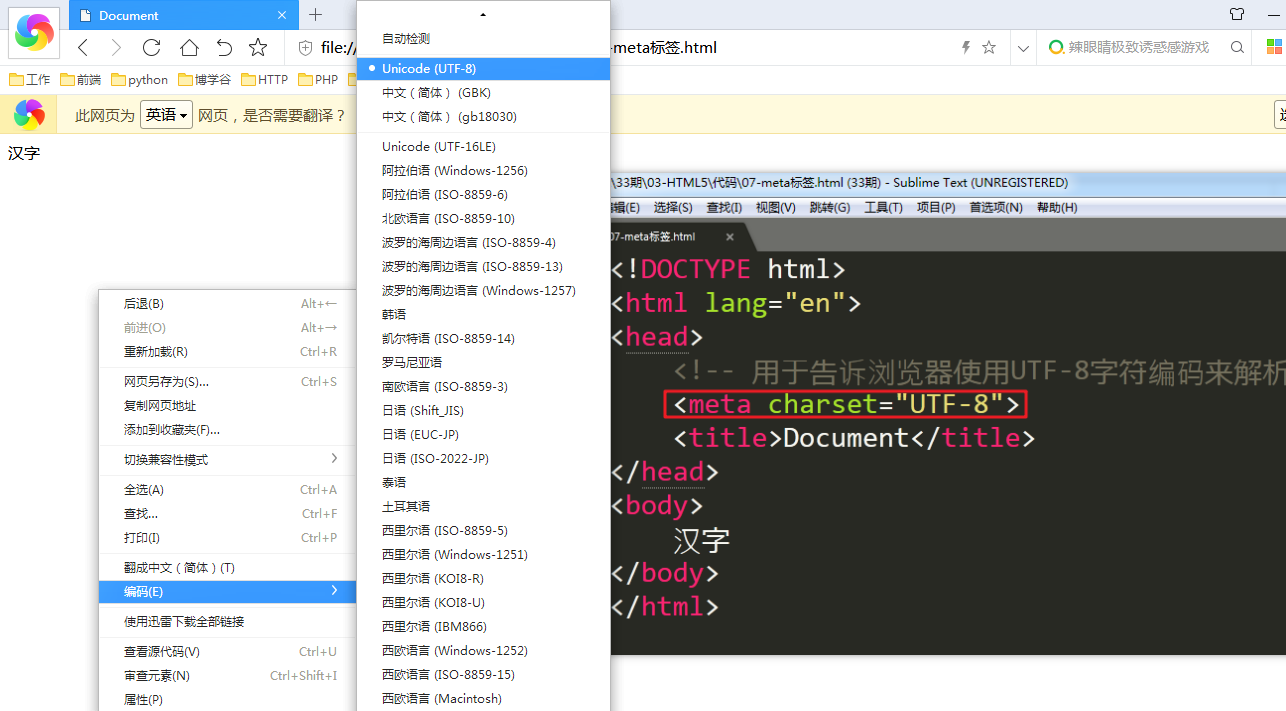 Document
file://
-meta标签.html
辣眼睛极致诱惑感游戏
工作
前端
python
博学谷
HTTP
PHP
此网页为 英语 网页，是否需要翻译？
汉字
后退(B) Alt+←
前进(O) Alt+→
重新加载(R) Ctrl+R
网页另存为(S)... Ctrl+S
复制网页地址
添加到收藏夹(F)...
切换兼容性模式
全选(A) Ctrl+A
查找... Ctrl+F
打印(I) Ctrl+P
翻成中文 ( 简体 ) (T)
编码(E)
使用迅雷下载全部链接
查看源代码(V) Ctrl+U
审查元素(N) Ctrl+Shift+I
属性(P)
自动检测
Unicode (UTF-8)
中文 ( 简体 ) (GBK)
中文 ( 简体 ) (gb18030)
Unicode (UTF-16LE)
阿拉伯语 (Windows-1256)
阿拉伯语 (ISO-8859-6)
北欧语言 (ISO-8859-10)
波罗的海周边语言 (ISO-8859-4)
波罗的海周边语言 (ISO-8859-13)
波罗的海周边语言 (Windows-1257)
韩语
凯尔特语 (ISO-8859-14)
罗马尼亚语
南欧语言 (ISO-8859-3)
日语 (Shift_JIS)
日语 (EUC-JP)
日语 (ISO-2022-JP)
泰语
土耳其语
西里尔语 (ISO-8859-5)
西里尔语 (Windows-1251)
西里尔语 (KOI8-R)
西里尔语 (KOI8-U)
西里尔语 (IBM866)
西欧语言 (Windows-1252)
西欧语言 (ISO-8859-15)
西欧语言 (Macintosh)
\33期\03-HTML5\代码\07-meta标签.html (33期) - Sublime Text (UNREGISTERED)
辑(E) 选择(S) 查找(I) 视图(V) 跳转(G) 工具(T) 项目(P) 首选项(N) 帮助(H)
07-meta标签.html
<!DOCTYPE html>
<html lang="en">
<head>
<!-- 用于告诉浏览器使用UTF-8字符编码来解析
<meta charset="UTF-8">
<title>Document</title>
</head>
<body>
汉字
</body>
</html>